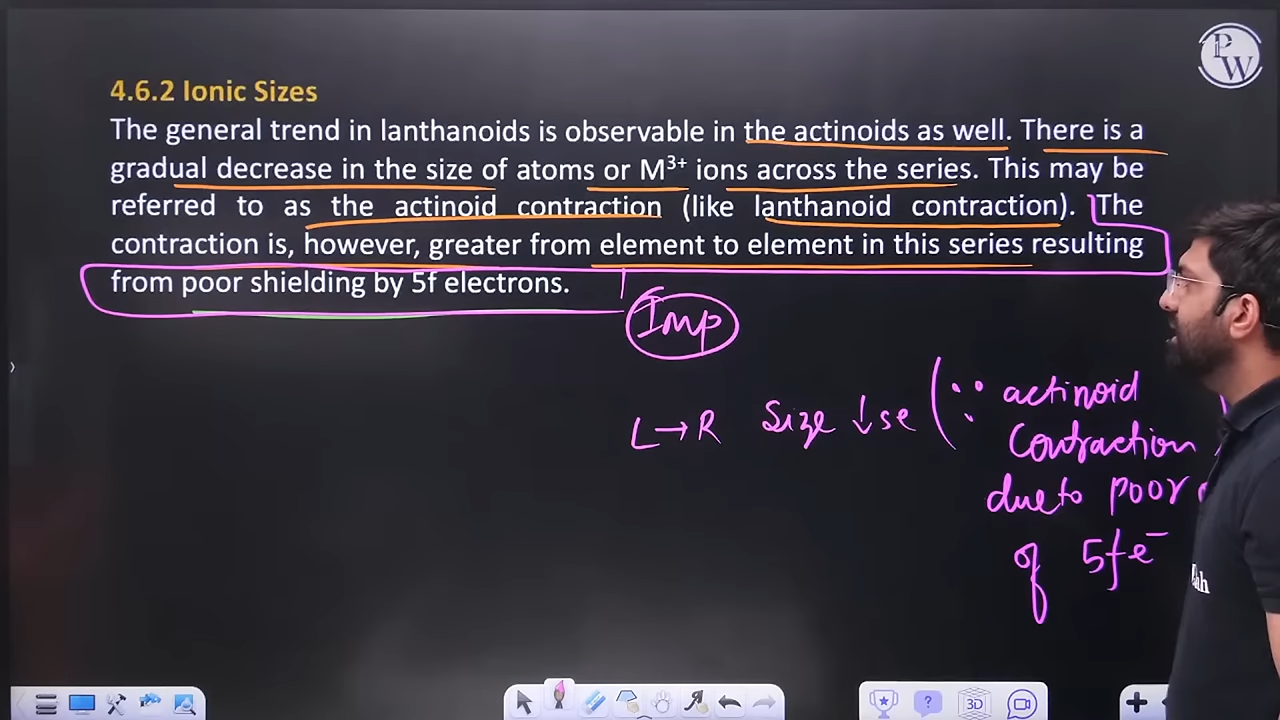 PW
4.6.2 Ionic Sizes
The general trend in lanthanoids is observable in the actinoids as well. There is a
gradual decrease in the size of atoms or M³⁺ ions across the series. This may be
referred to as the actinoid contraction (like lanthanoid contraction). The
contraction is, however, greater from element to element in this series resulting
from poor shielding by 5f electrons.
Imp
L → R Size ↓se ( ∵ actinoid
Contraction
due to poor
of 5f e⁻
3D